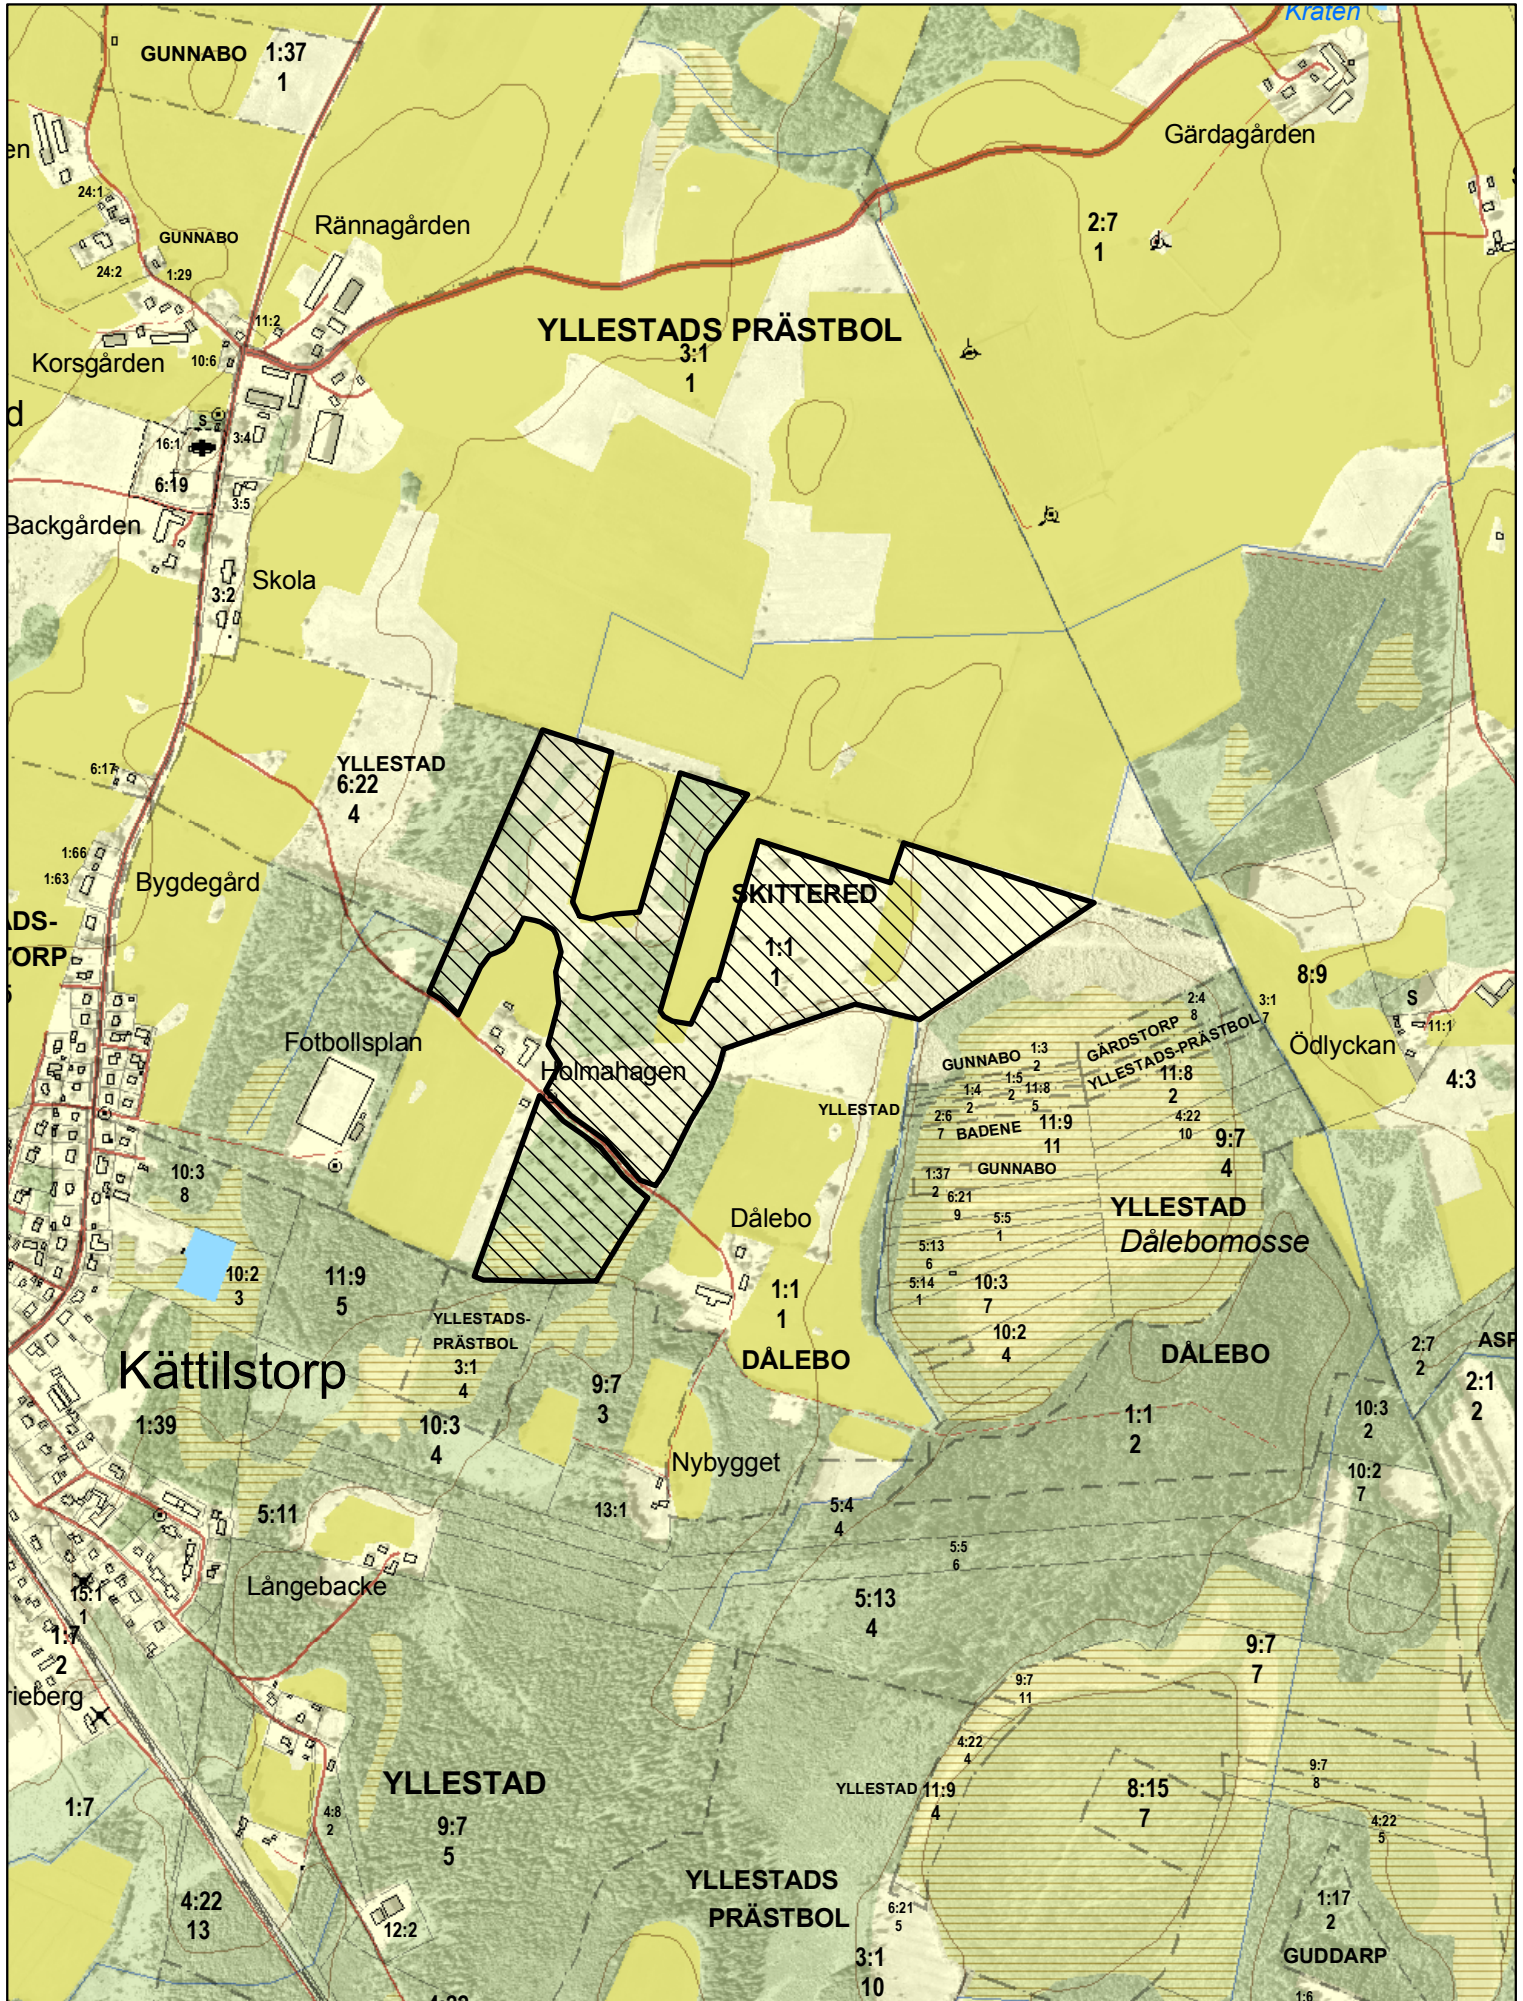 Kråten
GUNNABO 1:37
1
Gärdagården
en
24:1
Rännagården
2:7
1
GUNNABO
24:2
1:29
11:2
YLLESTADS PRÄSTBOL
3:1
1
Korsgården
10:6
d
S
16:1
3:4
6:19
3:5
Backgården
Skola
3:2
YLLESTAD
6:22
4
6:17
1:66
1:63
Bygdegård
SKITTERED
1:1
1
ADS-
TORP
8:9
2:4
8
3:1
7
S
11:1
Ödlyckan
4:3
Fotbollsplan
Holmahagen
GUNNABO 1:3
2
GÄRDSTORP
YLLESTADS-PRÄSTBOL
11:8
2
1:5
2
1:4
2
11:8
5
YLLESTAD
2:6
7
BADENE 11:9
11
4:22
10
9:7
4
GUNNABO
1:37
2
6:21
9
5:5
1
YLLESTAD
Dålebomosse
10:3
8
Dålebo
5:13
6
5:14
1
10:3
7
10:2
3
11:9
5
1:1
1
10:2
4
YLLESTADS-
PRÄSTBOL
3:1
4
DÅLEBO
DÅLEBO
2:7
2
ASP
2:1
2
Kättilstorp
9:7
3
1:39
10:3
4
1:1
2
10:3
2
Nybygget
10:2
7
5:11
13:1
5:4
4
5:5
6
Långebacke
5:13
4
15:1
1
1:7
2
9:7
7
rieberg
9:7
11
4:22
4
YLLESTAD
9:7
5
YLLESTAD 11:9
4
8:15
7
9:7
8
1:7
4:8
2
4:22
5
YLLESTADS
PRÄSTBOL
3:1
10
4:22
13
12:2
6:21
5
1:17
2
GUDDARP
1:6